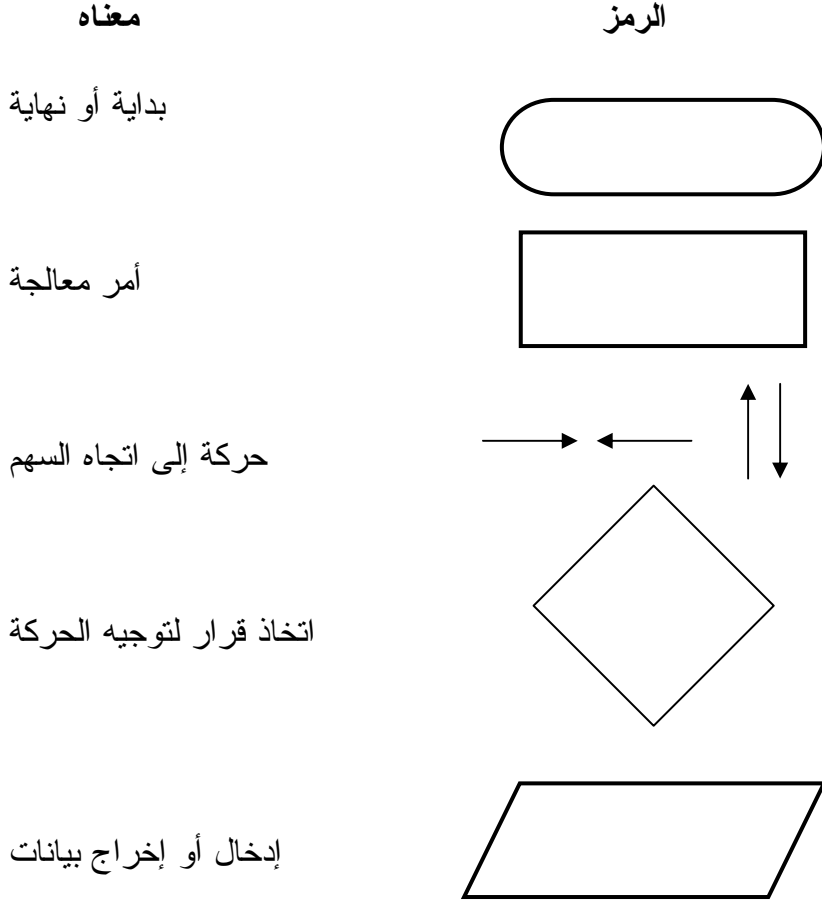 الرمز
معناه
بداية أو نهاية
أمر معالجة
حركة إلى اتجاه السهم
اتخاذ قرار لتوجيه الحركة
إدخال أو إخراج بيانات